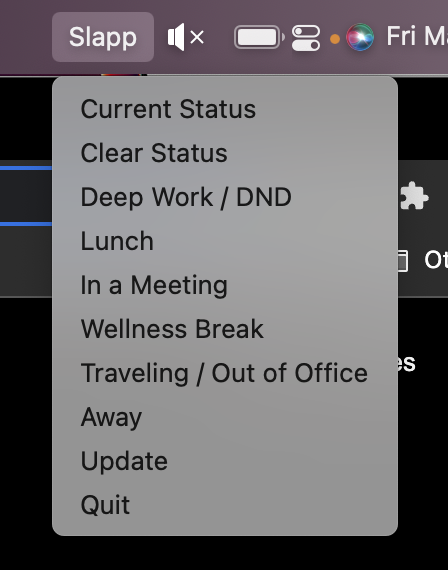 Slapp
Fri Ma
Current Status
Clear Status
Deep Work / DND
Lunch
Ot
In a Meeting
Wellness Break
es
Traveling / Out of Office
Away
Update
Quit